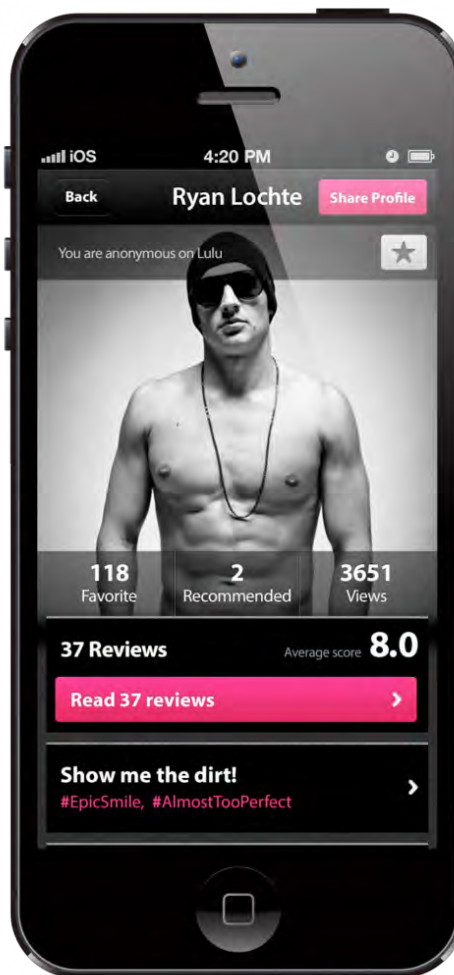 iOS 4:20 PM
Back Ryan Lochte Share Profile
You are anonymous on Lulu
118 2 3651
Favorite Recommended Views
37 Reviews Average score 8.0
Read 37 reviews
Show me the dirt!
#EpicSmile, #AlmostTooPerfect